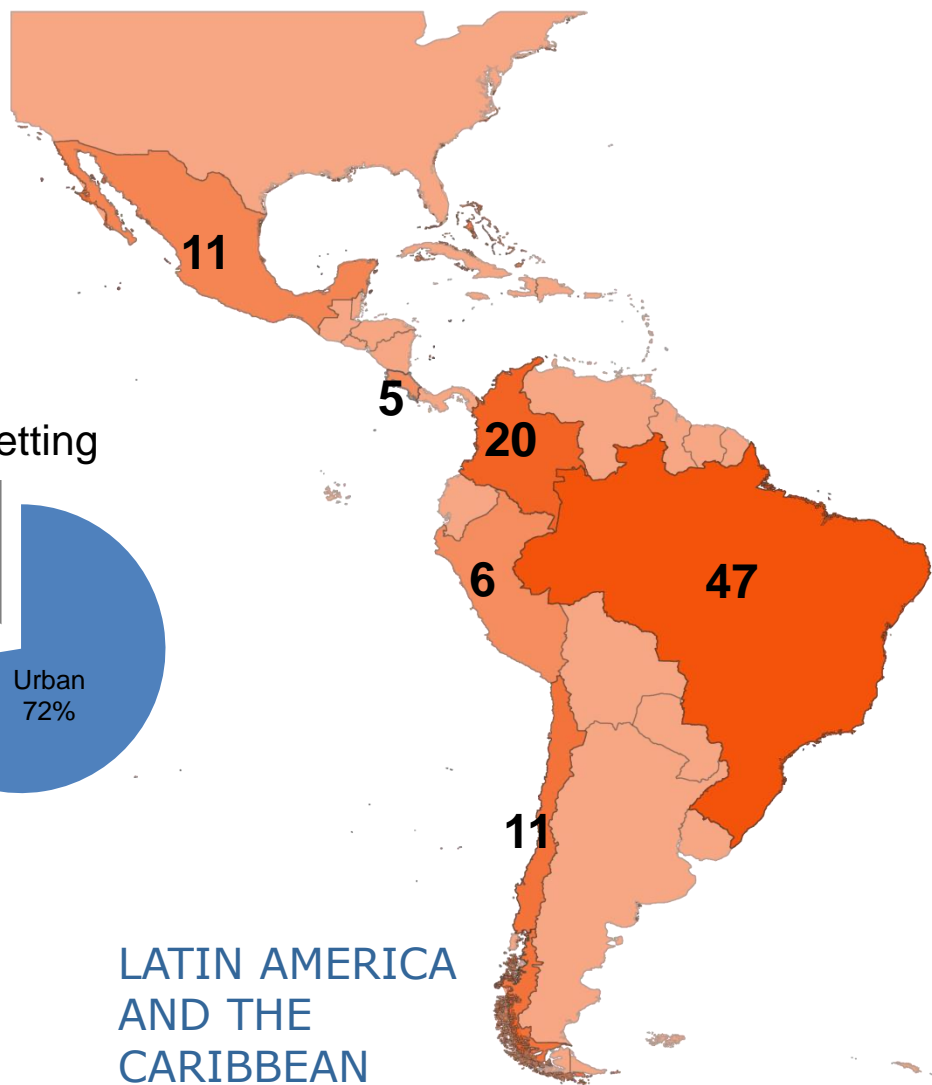 11
5
20
etting
6
47
Urban
72%
11
LATIN AMERICA
AND THE
CARIBBEAN